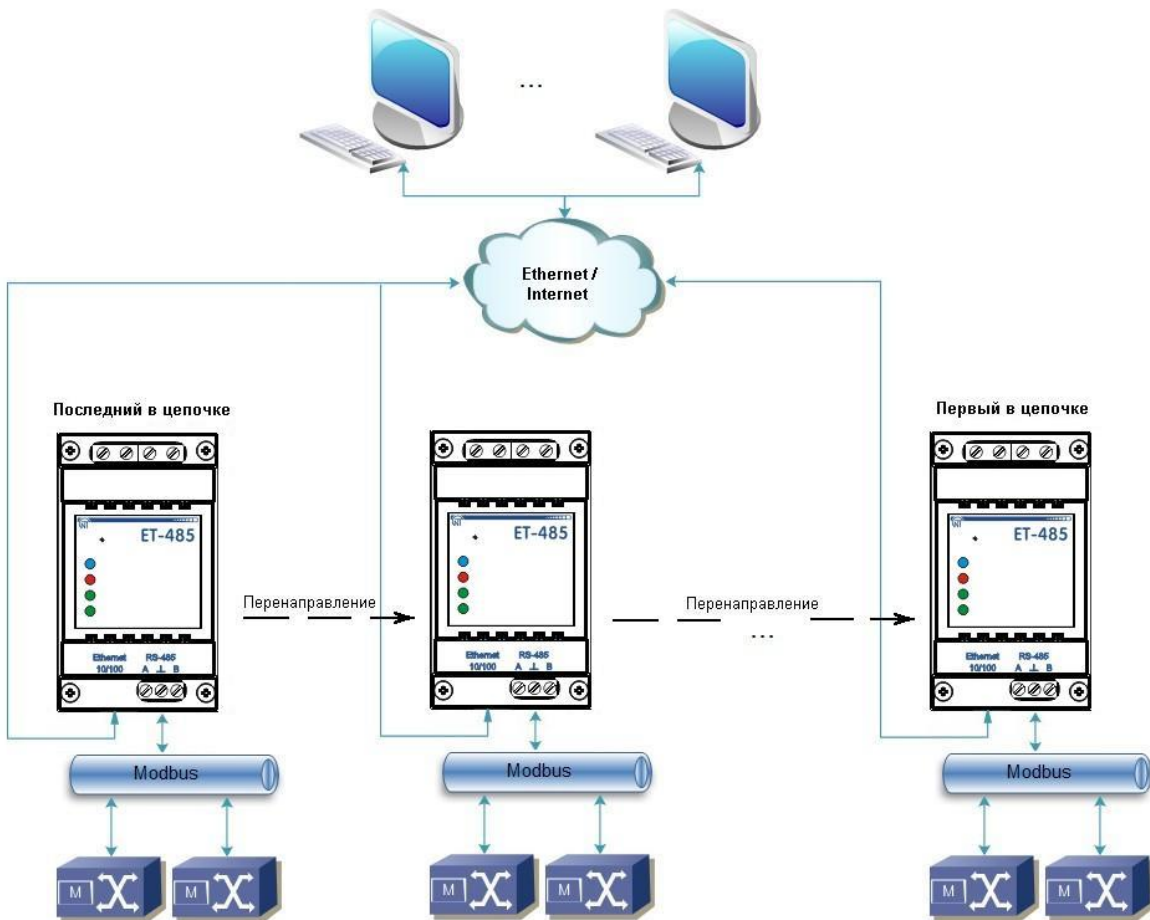 ...
Ethernet /
Internet
Последний в цепочке
Первый в цепочке
ET-485
ET-485
ET-485
Перенаправление
Перенаправление
...
Ethernet
10/100
RS-485
A ⊥ B
Ethernet
10/100
RS-485
A ⊥ B
Ethernet
10/100
RS-485
A ⊥ B
Modbus
Modbus
Modbus
M
M
M
M
M
M